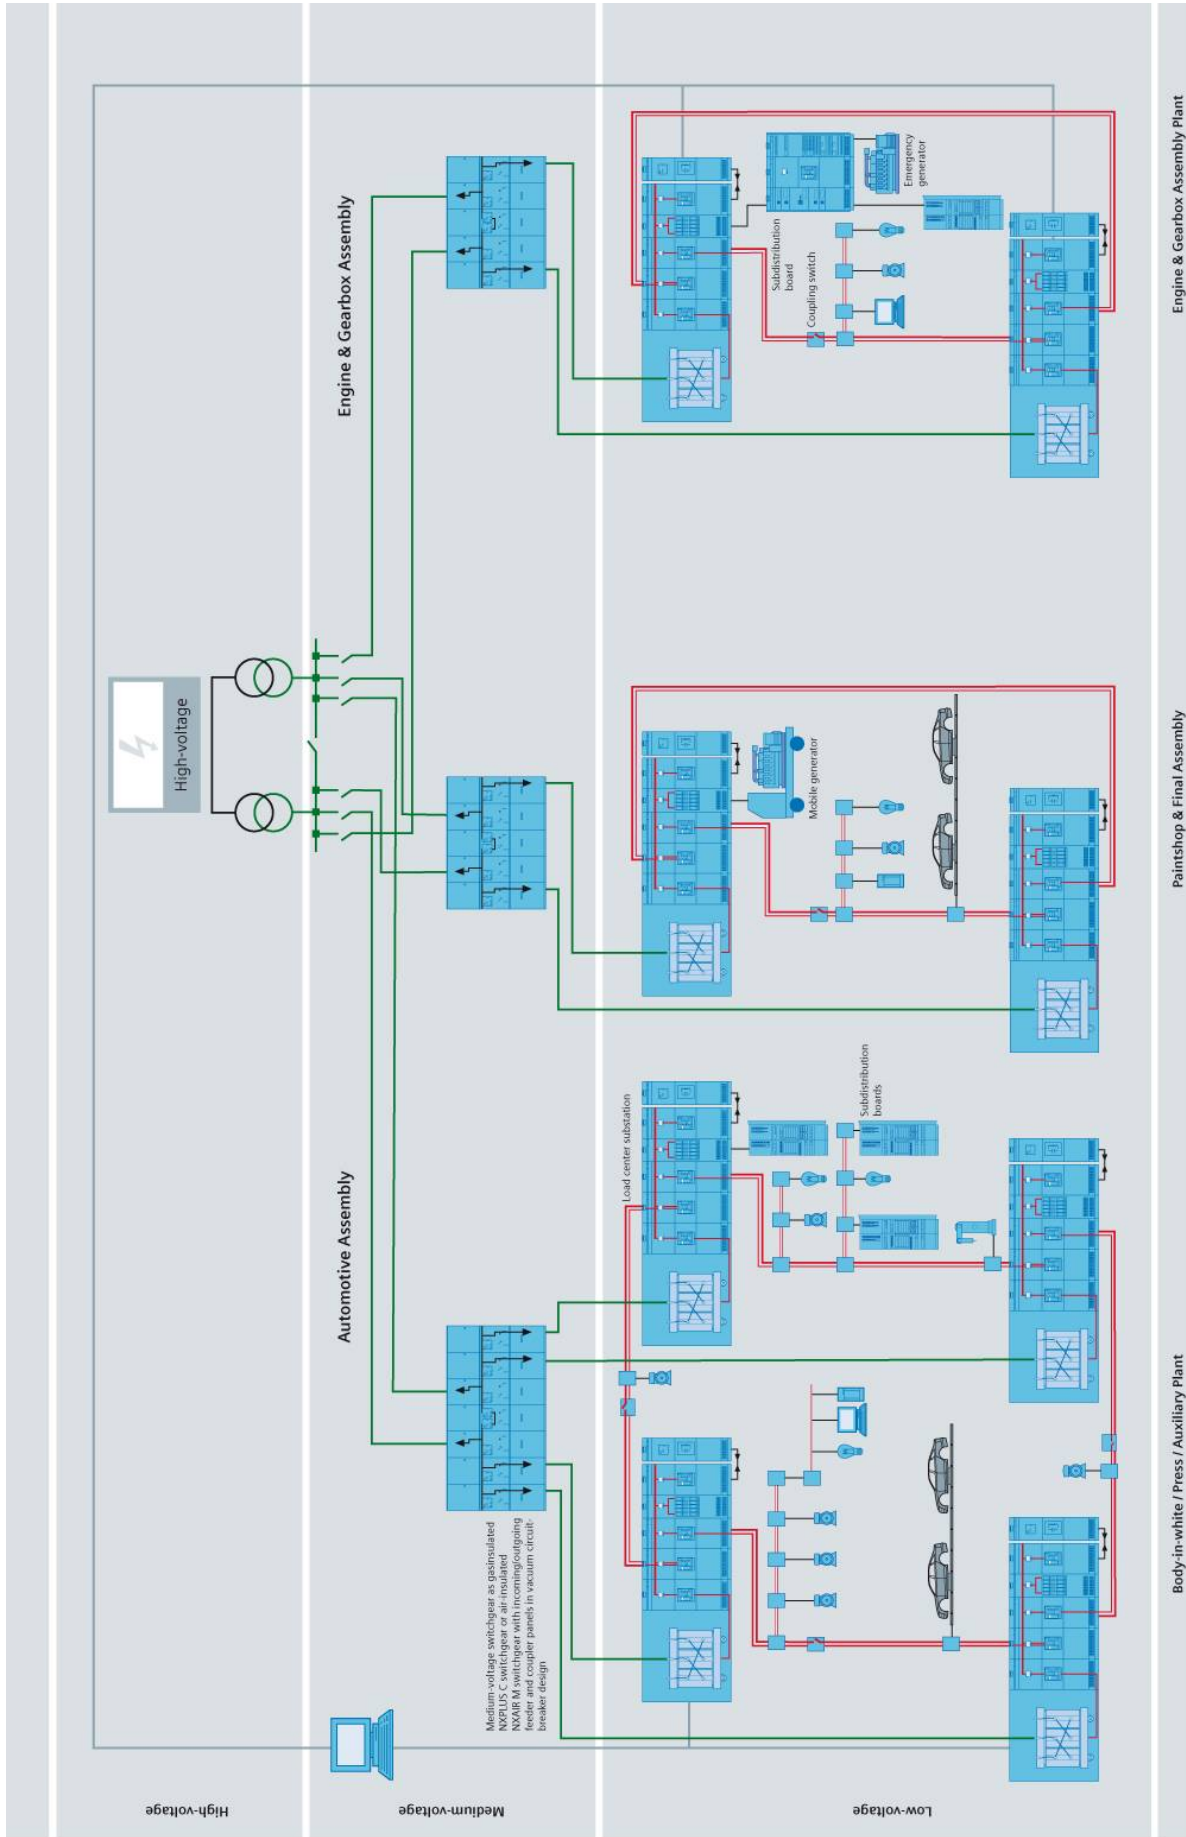 High-voltage
High-voltage
Medium-voltage
Automotive Assembly
Engine & Gearbox Assembly
Medium-voltage switchgear as gasinsulated
NXPLUS C switchgear or air-insulated
NXAIR M switchgear with incoming/outgoing
feeder and coupler panels in vacuum circuit-
breaker design
Low-voltage
Load center substation
Subdistribution
boards
Mobile generator
Subdistribution
board
Coupling switch
Emergency
generator
Body-in-white / Press / Auxiliary Plant
Paintshop & Final Assembly
Engine & Gearbox Assembly Plant